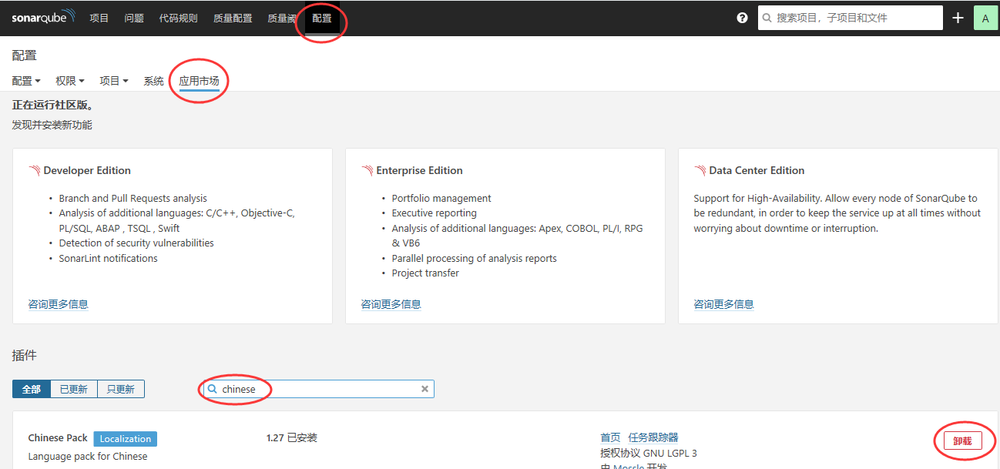 sonarqube 项目 问题 代码规则 质量配置 质量阈 配置 ? 搜索项目，子项目和文件 + A
配置
配置 权限 项目 系统 应用市场
正在运行社区版。
发现并安装新功能
Developer Edition
• Branch and Pull Requests analysis
• Analysis of additional languages: C/C++, Objective-C,
PL/SQL, ABAP , TSQL , Swift
• Detection of security vulnerabilities
• SonarLint notifications
咨询更多信息
Enterprise Edition
• Portfolio management
• Executive reporting
• Analysis of additional languages: Apex, COBOL, PL/I, RPG
& VB6
• Parallel processing of analysis reports
• Project transfer
咨询更多信息
Data Center Edition
Support for High-Availability. Allow every node of SonarQube to
be redundant, in order to keep the service up at all times without
worrying about downtime or interruption.
咨询更多信息
插件
全部 已更新 只更新 chinese
Chinese Pack Localization 1.27 已安装 首页 任务跟踪器 卸载
Language pack for Chinese 授权协议 GNU LGPL 3
由 Mossle 开发